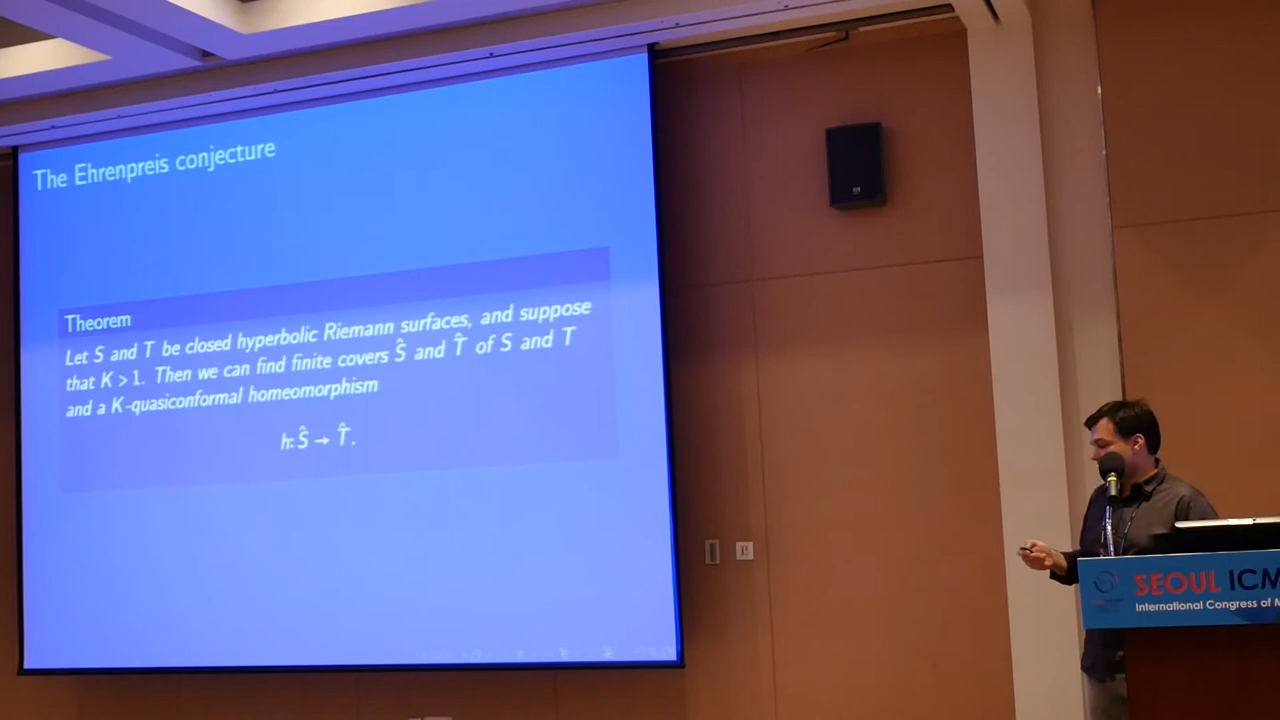 The Ehrenpreis conjecture
Theorem
Let S and T be closed hyperbolic Riemann surfaces, and suppose
that K > 1. Then we can find finite covers Ŝ and T̂ of S and T
and a K-quasiconformal homeomorphism
h: Ŝ → T̂.
SEOUL ICM
International Congress of M